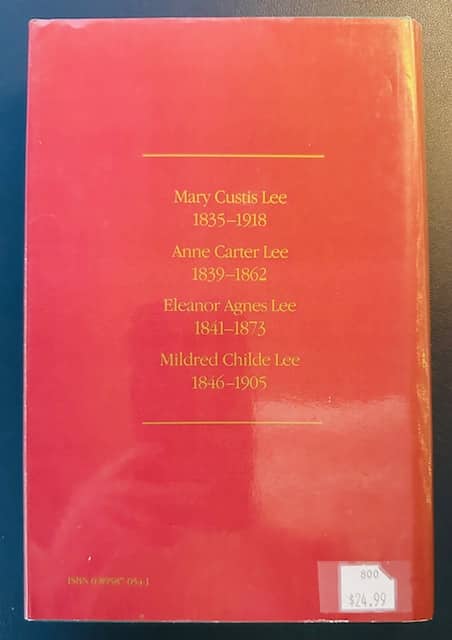 Mary Custis Lee
1835–1918
Anne Carter Lee
1839–1862
Eleanor Agnes Lee
1841–1873
Mildred Childe Lee
1846–1905
ISBN
800
$24.99